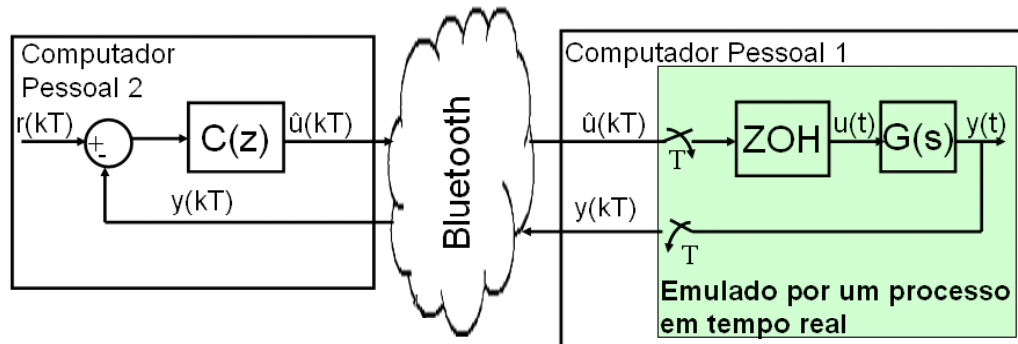 Computador
Pessoal 2
r(kT)
+
-
C(z)
û(kT)
y(kT)
Bluetooth
Computador Pessoal 1
û(kT)
T
ZOH
u(t)
G(s)
y(t)
y(kT)
T
Emulado por um processo
em tempo real